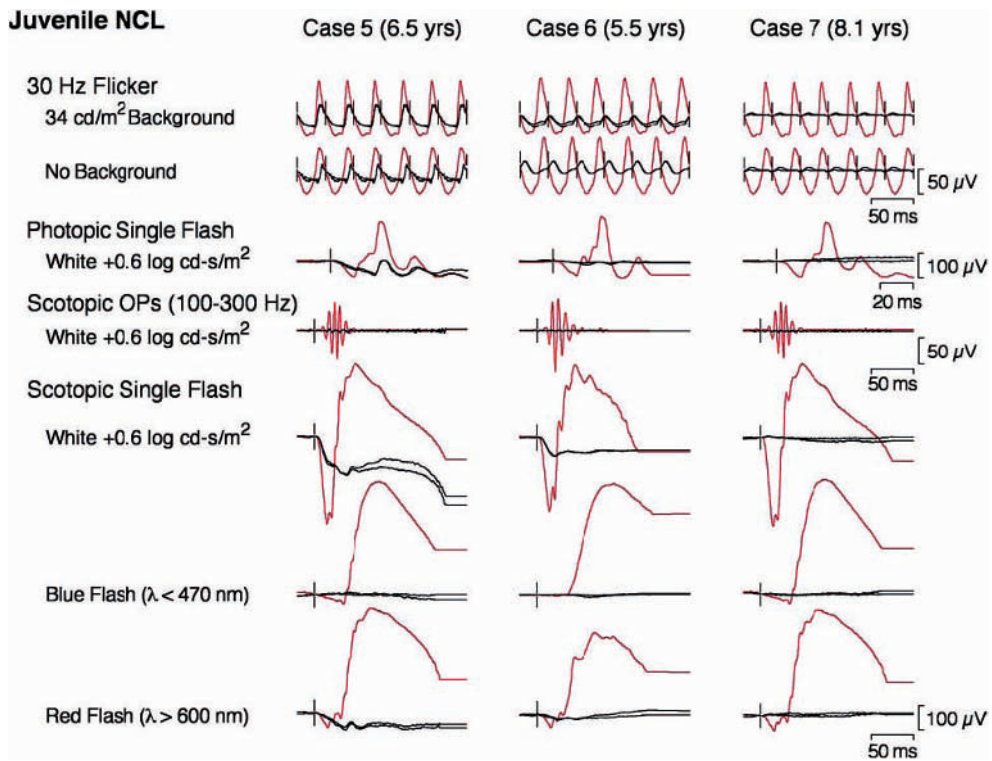 Juvenile NCL
Case 5 (6.5 yrs) Case 6 (5.5 yrs) Case 7 (8.1 yrs)
30 Hz Flicker
34 cd/m² Background
No Background
50 µV
50 ms
Photopic Single Flash
White +0.6 log cd-s/m²
100 µV
20 ms
Scotopic OPs (100-300 Hz)
White +0.6 log cd-s/m²
50 µV
50 ms
Scotopic Single Flash
White +0.6 log cd-s/m²
Blue Flash (λ < 470 nm)
Red Flash (λ > 600 nm)
100 µV
50 ms